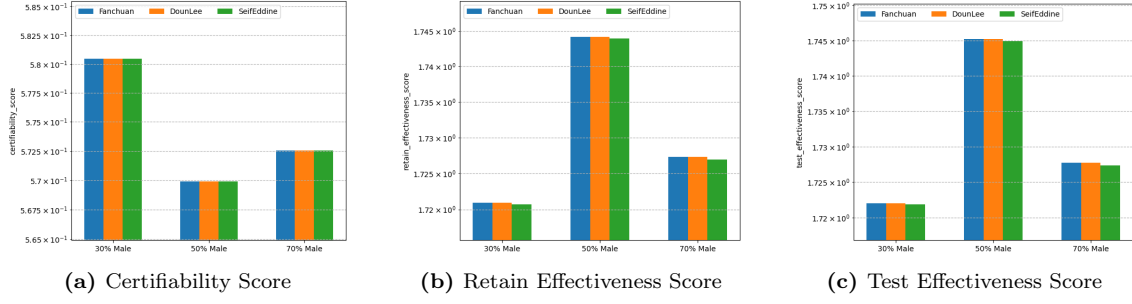 Fanchuan DounLee SeifEddine
5.85 × 10⁻¹
5.825 × 10⁻¹
5.8 × 10⁻¹
5.775 × 10⁻¹
5.75 × 10⁻¹
5.725 × 10⁻¹
5.7 × 10⁻¹
5.675 × 10⁻¹
5.65 × 10⁻¹
certifiability_score
30% Male 50% Male 70% Male
(a) Certifiability Score
Fanchuan DounLee SeifEddine
1.745 × 10⁰
1.74 × 10⁰
1.735 × 10⁰
1.73 × 10⁰
1.725 × 10⁰
1.72 × 10⁰
retain_effectiveness_score
30% Male 50% Male 70% Male
(b) Retain Effectiveness Score
Fanchuan DounLee SeifEddine
1.75 × 10⁰
1.745 × 10⁰
1.74 × 10⁰
1.735 × 10⁰
1.73 × 10⁰
1.725 × 10⁰
1.72 × 10⁰
test_effectiveness_score
30% Male 50% Male 70% Male
(c) Test Effectiveness Score